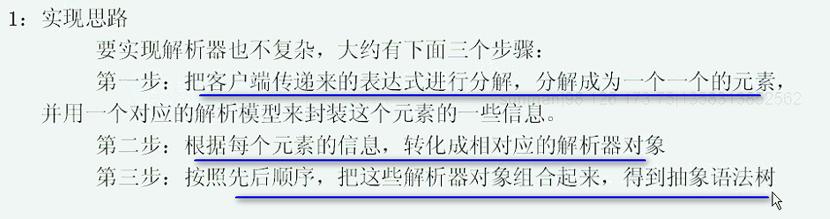 1：实现思路
要实现解析器也不复杂，大约有下面三个步骤：
第一步：把客户端传递来的表达式进行分解，分解成为一个一个的元素，
并用一个对应的解析模型来封装这个元素的一些信息。
第二步：根据每个元素的信息，转化成相对应的解析器对象
第三步：按照先后顺序，把这些解析器对象组合起来，得到抽象语法树